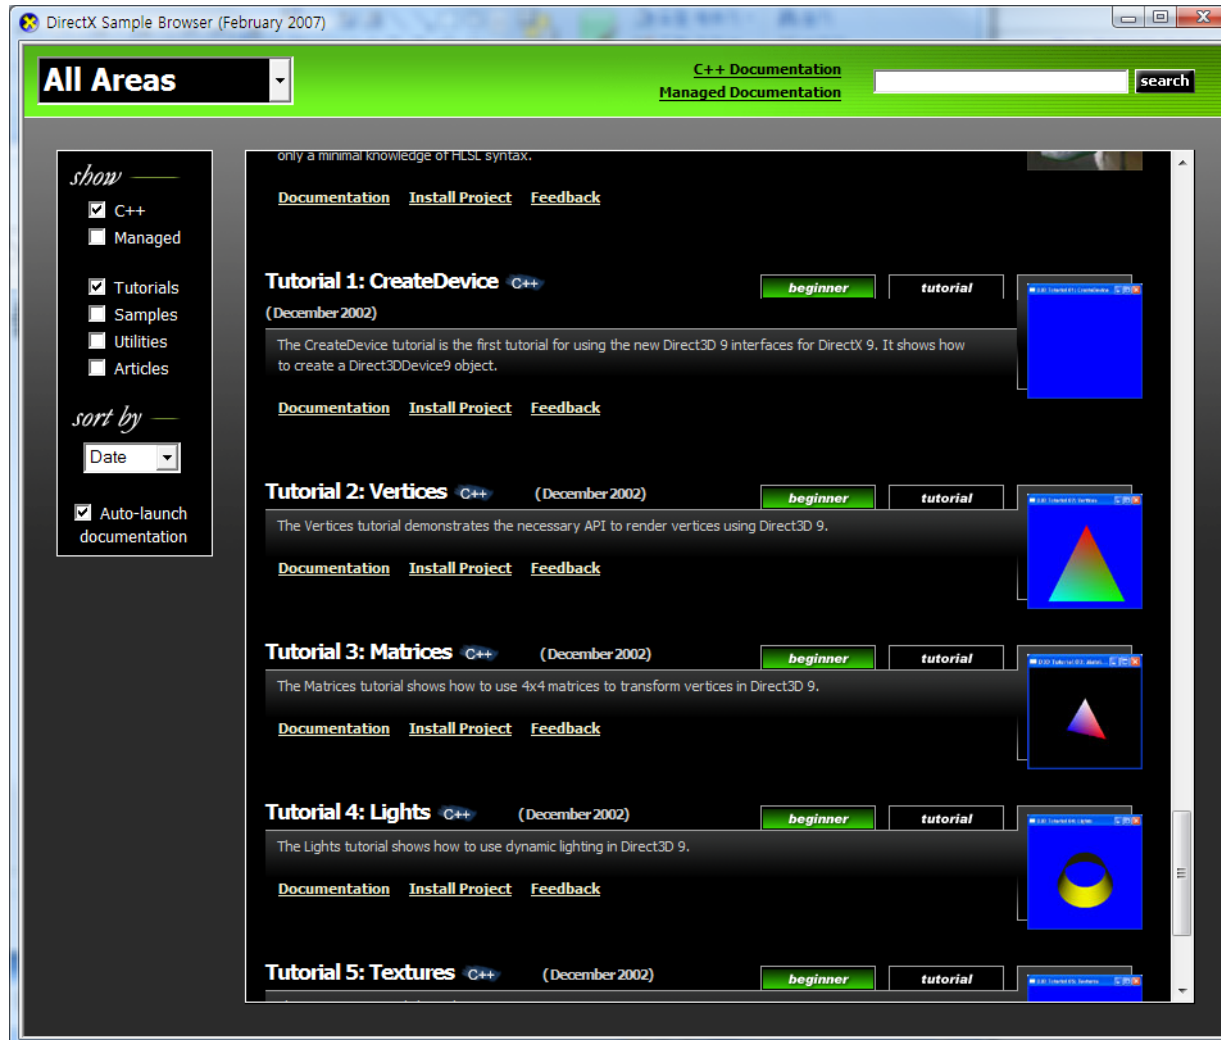 DirectX Sample Browser (February 2007)
All Areas
C++ Documentation
Managed Documentation
search
show
C++
Managed
Tutorials
Samples
Utilities
Articles
sort by
Date
Auto-launch
documentation
only a minimal knowledge of HLSL syntax.
Documentation Install Project Feedback
Tutorial 1: CreateDevice C++
(December 2002)
beginner tutorial
The CreateDevice tutorial is the first tutorial for using the new Direct3D 9 interfaces for DirectX 9. It shows how
to create a Direct3DDevice9 object.
Documentation Install Project Feedback
Tutorial 2: Vertices C++ (December 2002) beginner tutorial
The Vertices tutorial demonstrates the necessary API to render vertices using Direct3D 9.
Documentation Install Project Feedback
Tutorial 3: Matrices C++ (December 2002) beginner tutorial
The Matrices tutorial shows how to use 4x4 matrices to transform vertices in Direct3D 9.
Documentation Install Project Feedback
Tutorial 4: Lights C++ (December 2002) beginner tutorial
The Lights tutorial shows how to use dynamic lighting in Direct3D 9.
Documentation Install Project Feedback
Tutorial 5: Textures C++ (December 2002) beginner tutorial